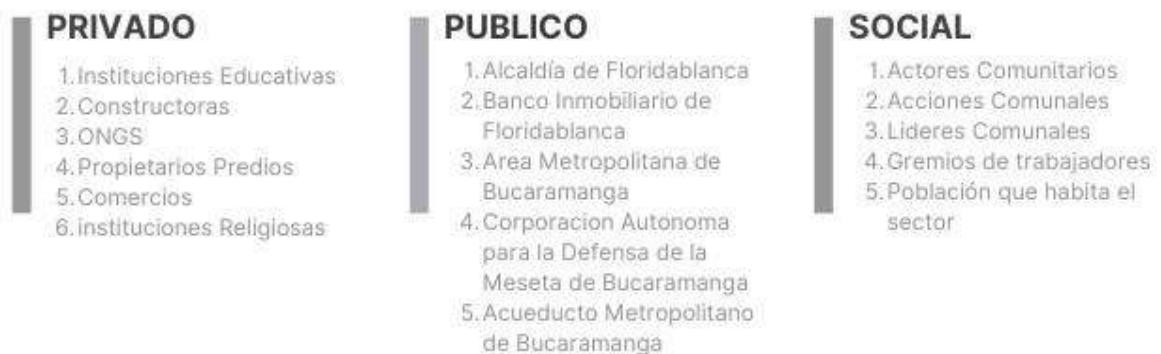 PRIVADO
1. Instituciones Educativas
2. Constructoras
3. ONGS
4. Propietarios Predios
5. Comercios
6. instituciones Religiosas
PUBLICO
1. Alcaldía de Floridablanca
2. Banco Inmobiliario de
Floridablanca
3. Area Metropolitana de
Bucaramanga
4. Corporacion Autonoma
para la Defensa de la
Meseta de Bucaramanga
5. Acueducto Metropolitano
de Bucaramanga
SOCIAL
1. Actores Comunitarios
2. Acciones Comunales
3. Lideres Comunales
4. Gremios de trabajadores
5. Población que habita el
sector